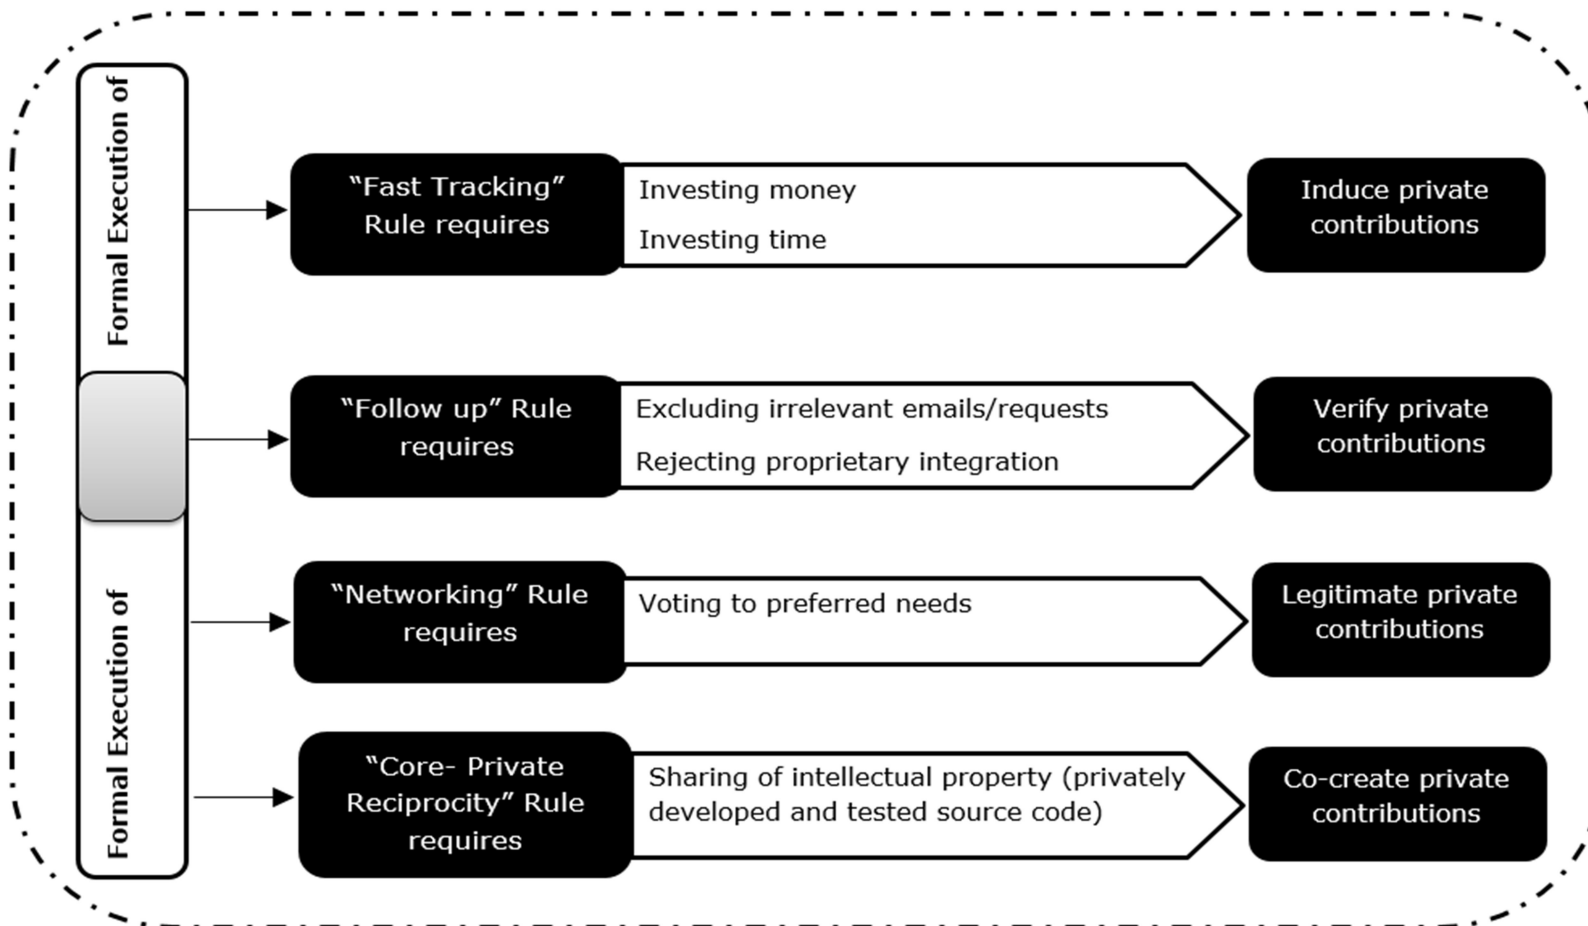 Formal Execution of
Formal Execution of
“Fast Tracking”
Rule requires
Investing money
Investing time
Induce private
contributions
“Follow up” Rule
requires
Excluding irrelevant emails/requests
Rejecting proprietary integration
Verify private
contributions
“Networking” Rule
requires
Voting to preferred needs
Legitimate private
contributions
“Core- Private
Reciprocity” Rule
requires
Sharing of intellectual property (privately
developed and tested source code)
Co-create private
contributions